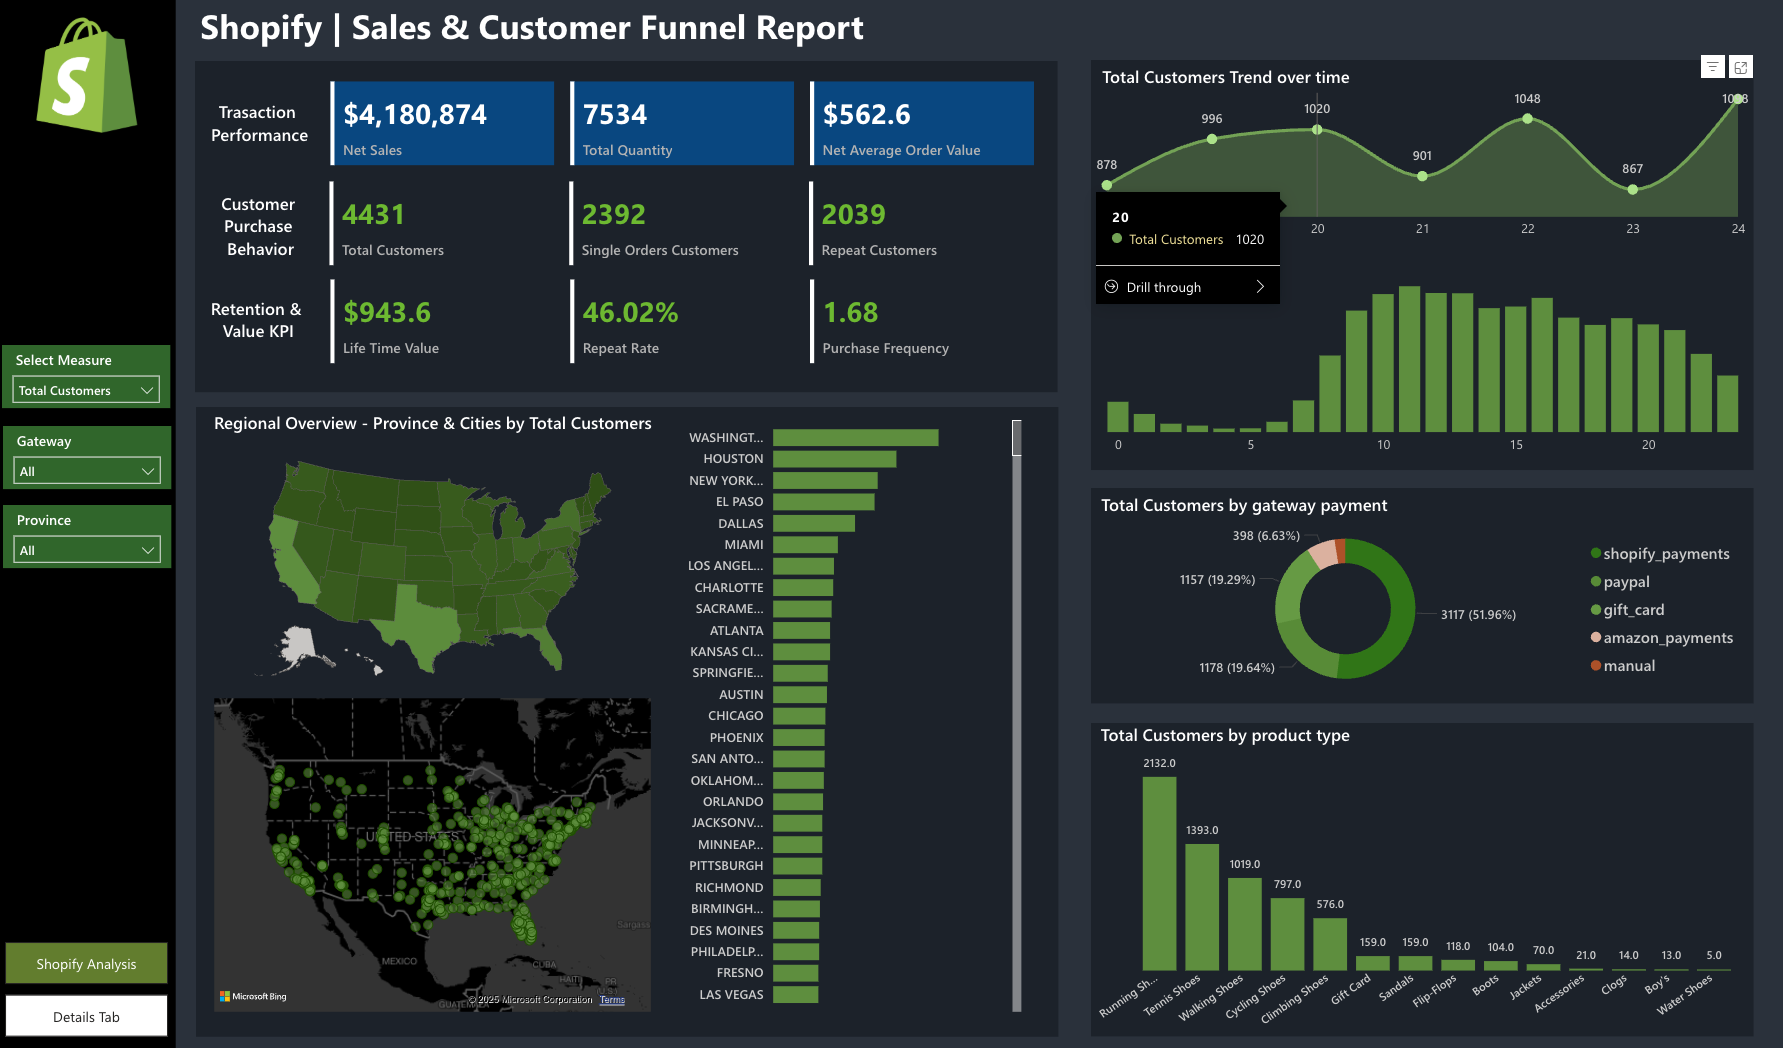 Shopify | Sales & Customer Funnel Report
S
Trasaction
Performance
$4,180,874
Net Sales
7534
Total Quantity
$562.6
Net Average Order Value
Customer
Purchase
Behavior
4431
Total Customers
2392
Single Orders Customers
2039
Repeat Customers
Retention &
Value KPI
$943.6
Life Time Value
46.02%
Repeat Rate
1.68
Purchase Frequency
Select Measure
Total Customers
Gateway
All
Province
All
Shopify Analysis
Details Tab
Regional Overview - Province & Cities by Total Customers
WASHINGT...
HOUSTON
NEW YORK...
EL PASO
DALLAS
MIAMI
LOS ANGEL...
CHARLOTTE
SACRAME...
ATLANTA
KANSAS CI...
SPRINGFIE...
AUSTIN
CHICAGO
PHOENIX
SAN ANTO...
OKLAHOM...
ORLANDO
JACKSONV...
MINNEAP...
PITTSBURGH
RICHMOND
BIRMINGH...
DES MOINES
PHILADELP...
FRESNO
LAS VEGAS
UNITED STATES
MEXICO
CUBA
HAITI
PR
(U.S.)
Microsoft Bing
© 2025 Microsoft Corporation Terms
Total Customers Trend over time
878
996
1020
901
1048
867
20
21
22
23
24
20
Total Customers 1020
Drill through
0
5
10
15
20
Total Customers by gateway payment
398 (6.63%)
1157 (19.29%)
1178 (19.64%)
3117 (51.96%)
shopify_payments
paypal
gift_card
amazon_payments
manual
Total Customers by product type
2132.0
1393.0
1019.0
797.0
576.0
159.0
159.0
118.0
104.0
70.0
21.0
14.0
13.0
5.0
Running Sh...
Tennis Shoes
Walking Shoes
Cycling Shoes
Climbing Shoes
Gift Card
Sandals
Flip-Flops
Boots
Jackets
Accessories
Clogs
Boy's
Water Shoes